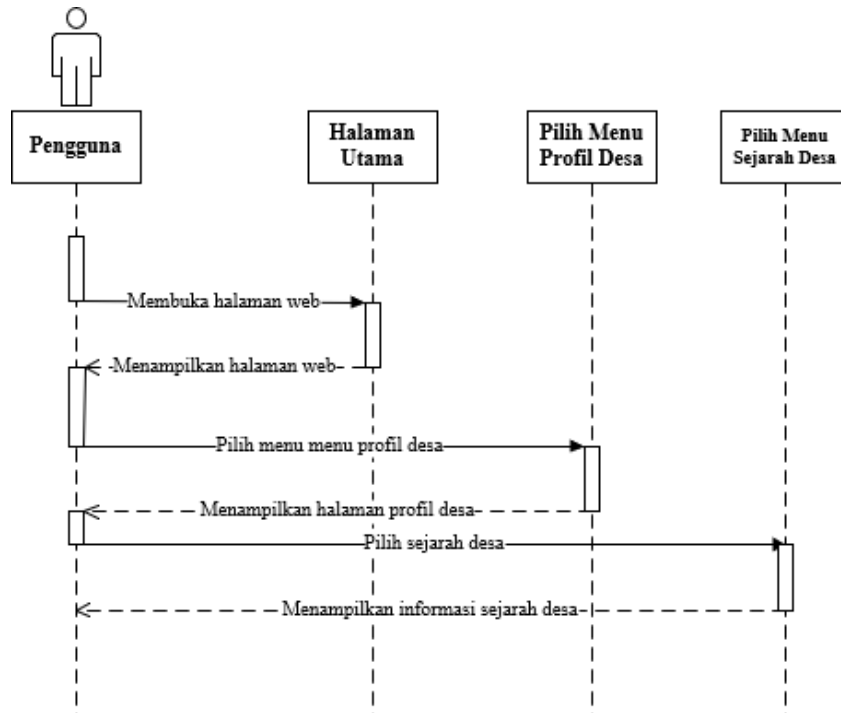 Pengguna
Halaman
Utama
Pilih Menu
Profil Desa
Pilih Menu
Sejarah Desa
Membuka halaman web
Menampilkan halaman web
Pilih menu menu profil desa
Menampilkan halaman profil desa
Pilih sejarah desa
Menampilkan informasi sejarah desa